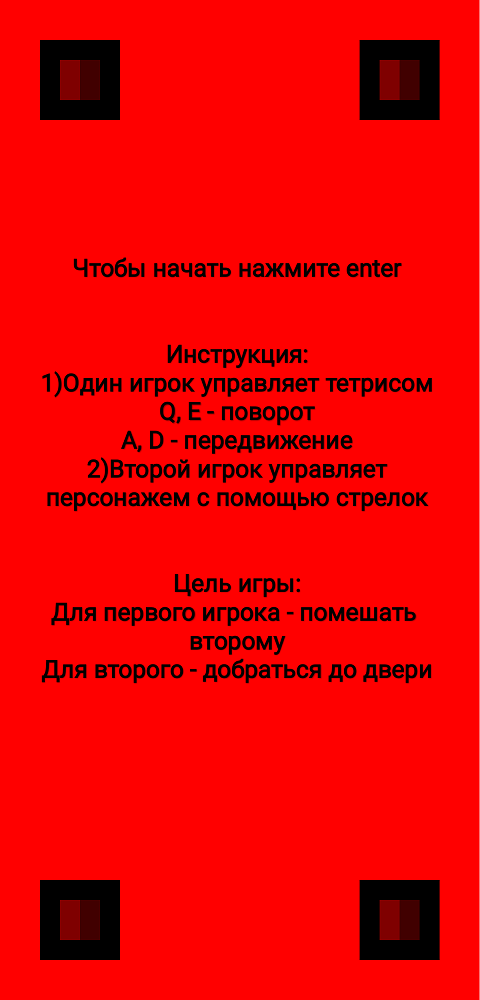 Чтобы начать нажмите enter
Инструкция:
1)Один игрок управляет тетрисом
Q, E - поворот
A, D - передвижение
2)Второй игрок управляет
персонажем с помощью стрелок
Цель игры:
Для первого игрока - помешать
второму
Для второго - добраться до двери